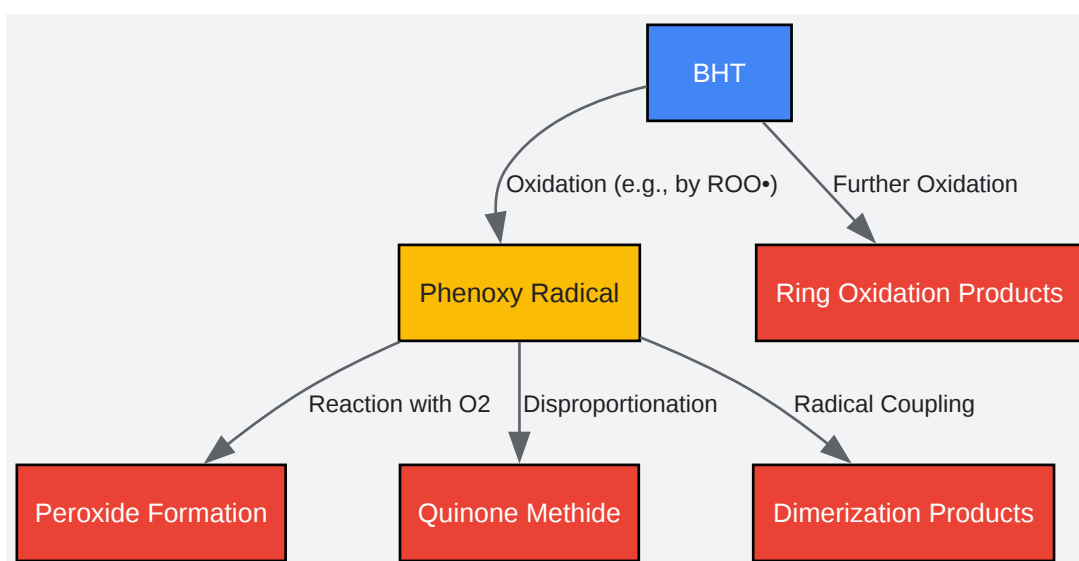 BHT
Oxidation (e.g., by ROO•)
Further Oxidation
Phenoxy Radical
Ring Oxidation Products
Reaction with O2
Disproportionation
Radical Coupling
Peroxide Formation
Quinone Methide
Dimerization Products